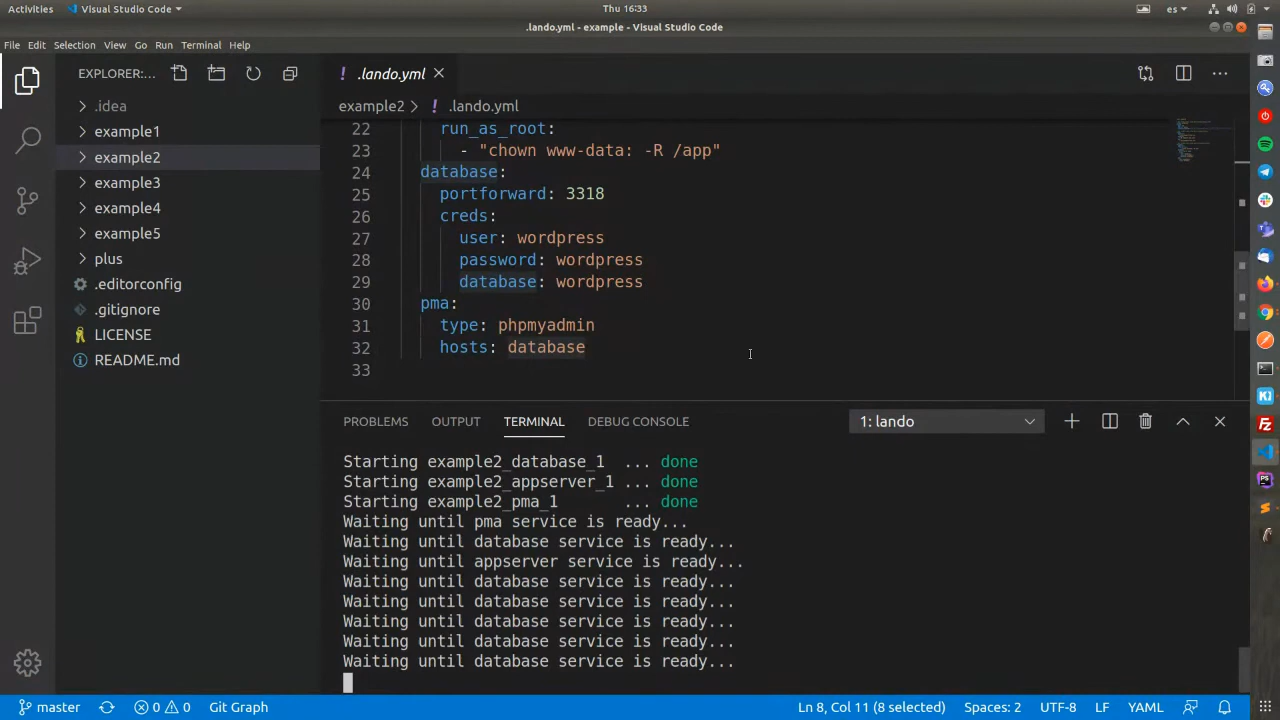 Activities
Visual Studio Code
Thu 16:33
es
.lando.yml - example - Visual Studio Code
File Edit Selection View Go Run Terminal Help
EXPLORER:...
.lando.yml
.idea
example1
example2
example3
example4
example5
plus
.editorconfig
.gitignore
LICENSE
README.md
example2 > .lando.yml
22 run_as_root:
23 - "chown www-data: -R /app"
24 database:
25 portforward: 3318
26 creds:
27 user: wordpress
28 password: wordpress
29 database: wordpress
30 pma:
31 type: phpmyadmin
32 hosts: database
33
PROBLEMS OUTPUT TERMINAL DEBUG CONSOLE
1: lando
Starting example2_database_1 ... done
Starting example2_appserver_1 ... done
Starting example2_pma_1 ... done
Waiting until pma service is ready...
Waiting until database service is ready...
Waiting until appserver service is ready...
Waiting until database service is ready...
Waiting until database service is ready...
Waiting until database service is ready...
Waiting until database service is ready...
Waiting until database service is ready...
master
0 0
Git Graph
Ln 8, Col 11 (8 selected)
Spaces: 2
UTF-8
LF
YAML